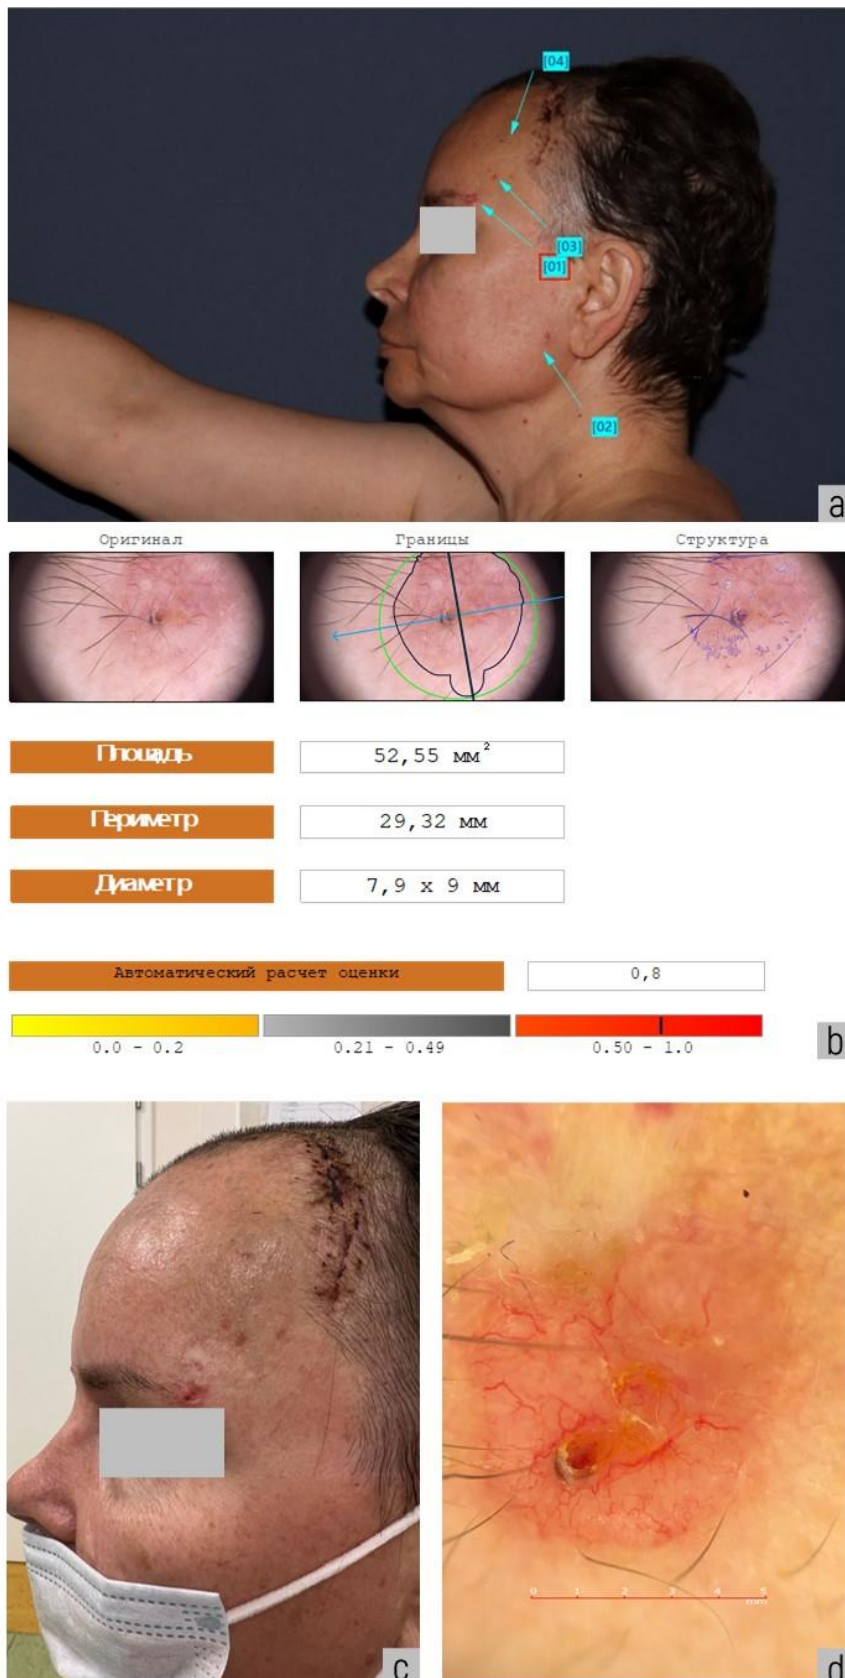 [04]
[03]
[01]
[02]
a
Оригинал Границы Структура
Площадь 52,55 мм²
Периметр 29,32 мм
Диаметр 7,9 x 9 мм
Автоматический расчет оценки 0,8
0.0 - 0.2 0.21 - 0.49 0.50 - 1.0
b
c
0 1 2 3 4 5
mm
d